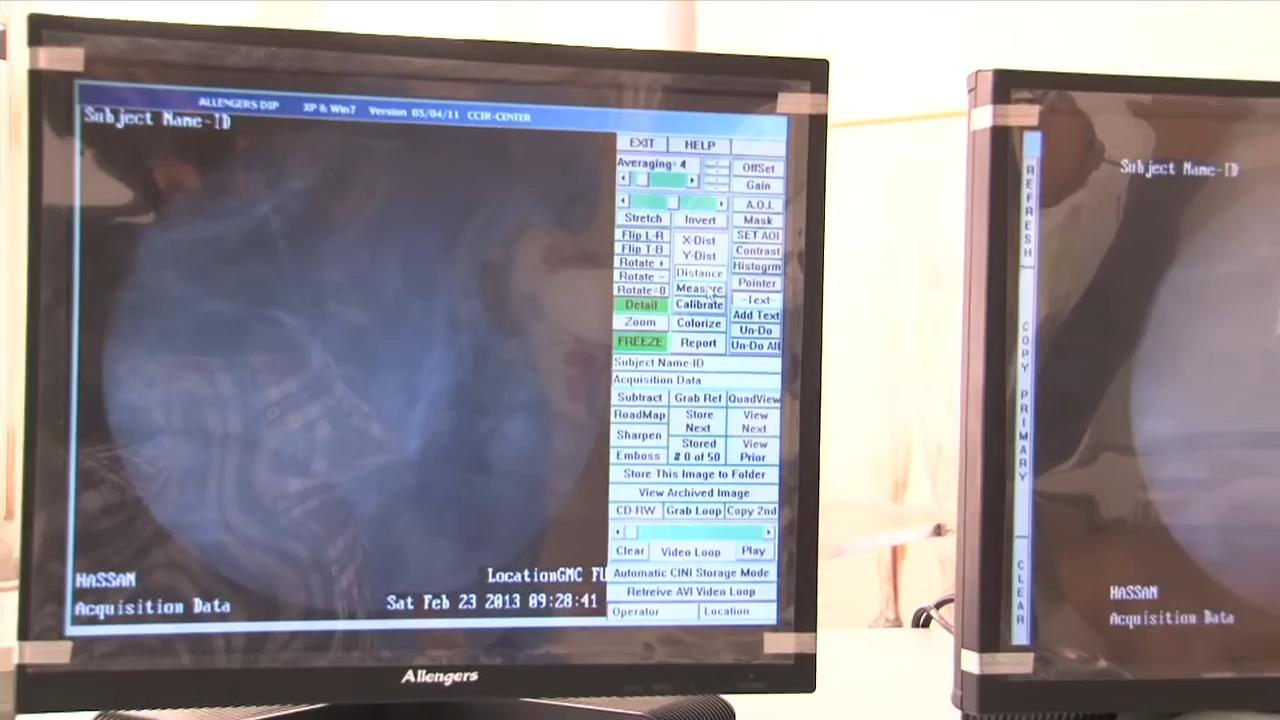 ALLENGERS DIP XP & Win7 Version 05/04/11 CCIR-CENTER
Subject Name-ID
EXIT HELP
Averaging= 4
OffSet
Gain
A.O.I.
Stretch Invert Mask
Flip L-R X-Dist SET AOI
Flip T-B Y-Dist Contrast
Rotate + Distance Histogrm
Rotate - Measure Pointer
Rotate=0 -Text-
Detail Calibrate Add Text
Zoom Colorize Un-Do
FREEZE Report Un-Do All
Subject Name-ID
Acquisition Data
Subtract Grab Ref QuadView
RoadMap Store Next View Next
Sharpen
Emboss Stored # 0 of 50 View Prior
Store This Image to Folder
View Archived Image
CD-RW Grab Loop Copy 2nd
Clear Video Loop Play
Automatic CINI Storage Mode
Retreive AVI Video Loop
Operator Location
HASSAN
LocationGMC FU
Acquisition Data
Sat Feb 23 2013 09:28:41
Allengers
REFRESH
COPY PRIMARY
CLEAR
Subject Name-ID
HASSAN
Acquisition Data